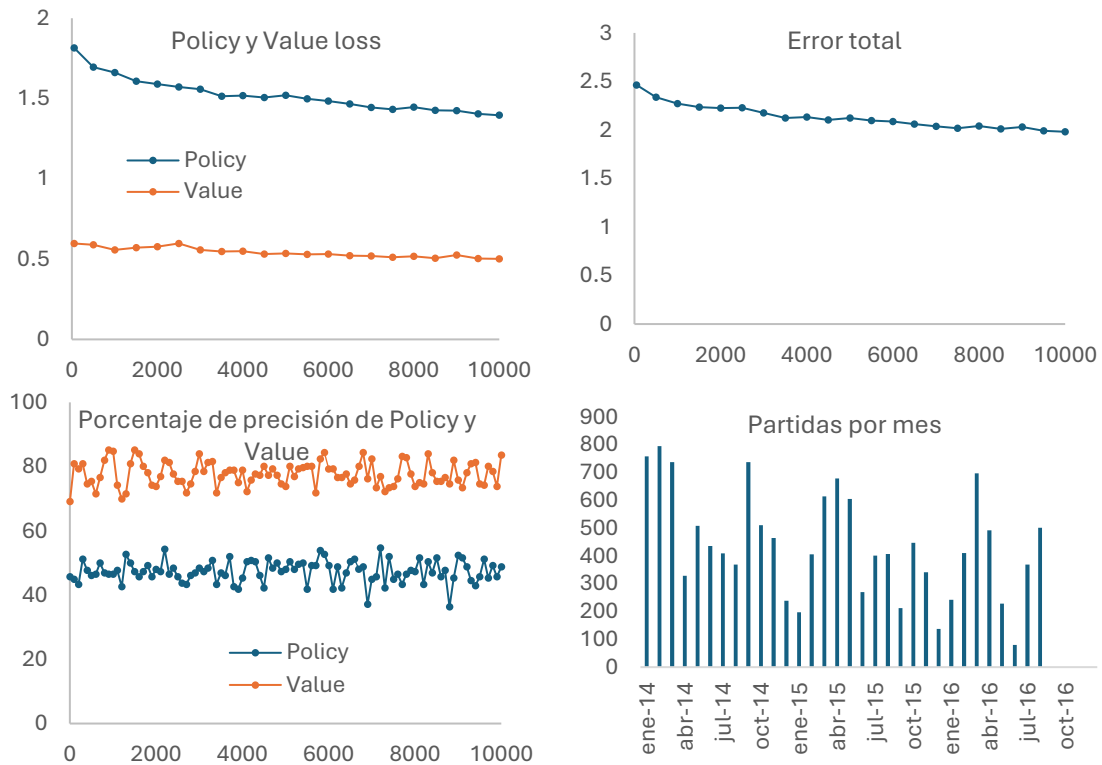 Policy y Value loss
2
1.5
1
0.5
0
Policy
Value
0 2000 4000 6000 8000 10000
Error total
3
2.5
2
1.5
1
0.5
0
0 2000 4000 6000 8000 10000
Porcentaje de precisión de Policy y
Value
100
80
60
40
20
0
Policy
Value
0 2000 4000 6000 8000 10000
Partidas por mes
900
800
700
600
500
400
300
200
100
0
ene-14
abr-14
jul-14
oct-14
ene-15
abr-15
jul-15
oct-15
ene-16
abr-16
jul-16
oct-16